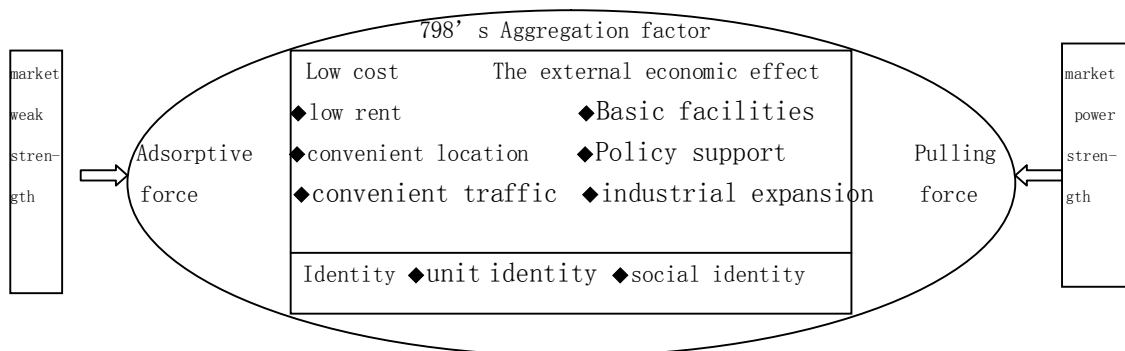 798’s Aggregation factor
market
weak
stren-
gth
Adsorptive
force
Low cost The external economic effect
◆low rent ◆Basic facilities
◆convenient location ◆Policy support
◆convenient traffic ◆industrial expansion
Identity ◆unit identity ◆social identity
Pulling
force
market
power
stren-
gth